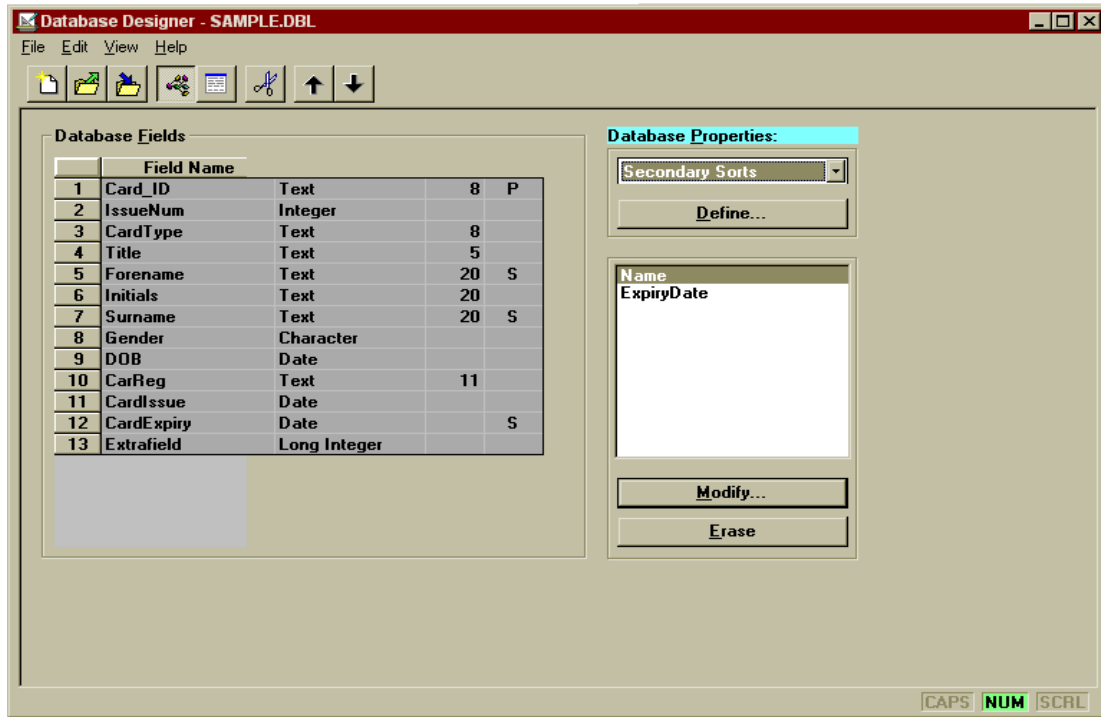 Database Designer - SAMPLE.DBL
File Edit View Help
Database Fields
Field Name
1 Card_ID Text 8 P
2 IssueNum Integer
3 CardType Text 8
4 Title Text 5
5 Forename Text 20 S
6 Initials Text 20
7 Surname Text 20 S
8 Gender Character
9 DOB Date
10 CarReg Text 11
11 CardIssue Date
12 CardExpiry Date S
13 Extrafield Long Integer
Database Properties:
Secondary Sorts
Define...
Name
ExpiryDate
Modify...
Erase
CAPS NUM SCRL